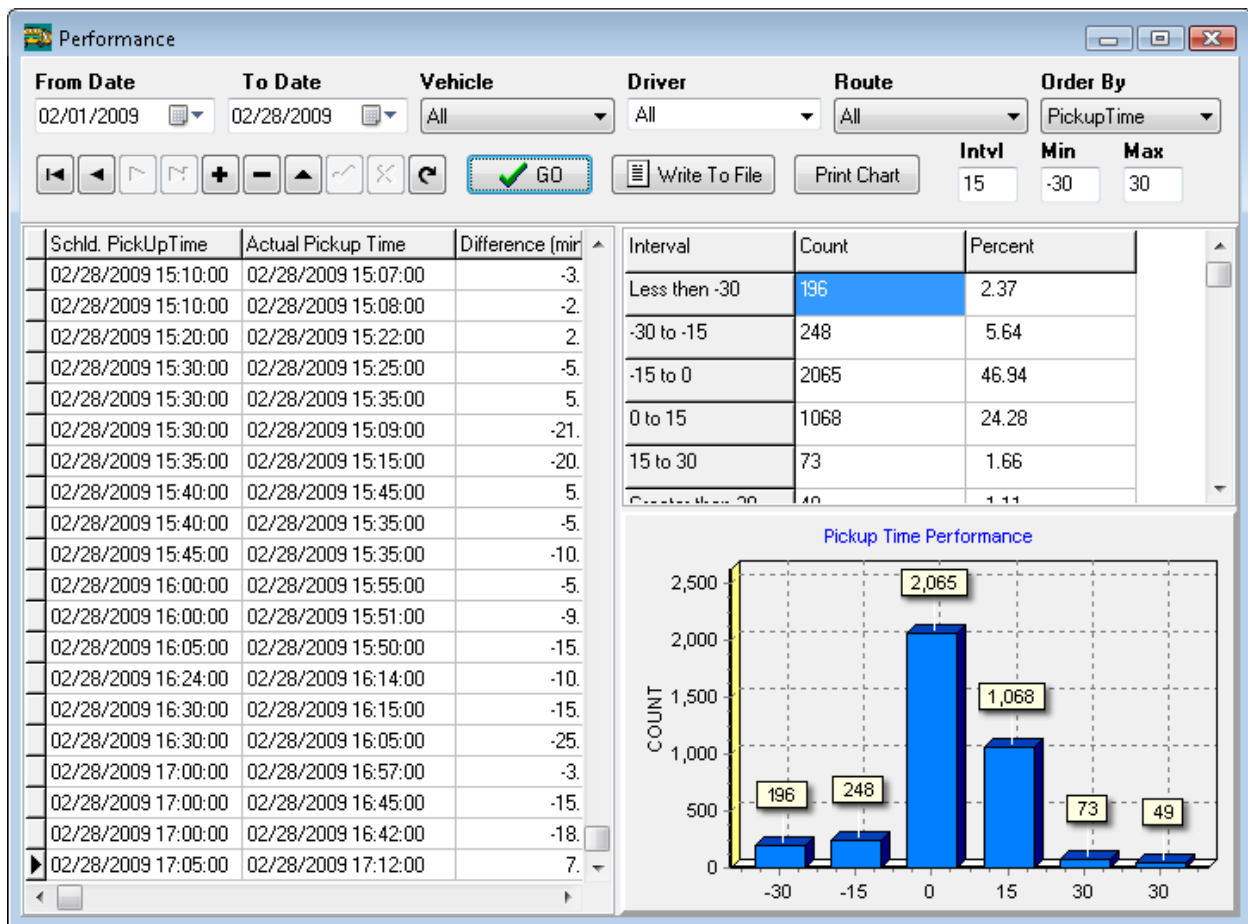 Performance
From Date To Date Vehicle Driver Route Order By
02/01/2009 02/28/2009 All All All PickupTime
Intvl Min Max
GO Write To File Print Chart 15 -30 30
Schld. PickUpTime Actual Pickup Time Difference (min
02/28/2009 15:10:00 02/28/2009 15:07:00 -3.
02/28/2009 15:10:00 02/28/2009 15:08:00 -2.
02/28/2009 15:20:00 02/28/2009 15:22:00 2.
02/28/2009 15:30:00 02/28/2009 15:25:00 -5.
02/28/2009 15:30:00 02/28/2009 15:35:00 5.
02/28/2009 15:30:00 02/28/2009 15:09:00 -21.
02/28/2009 15:35:00 02/28/2009 15:15:00 -20.
02/28/2009 15:40:00 02/28/2009 15:45:00 5.
02/28/2009 15:40:00 02/28/2009 15:35:00 -5.
02/28/2009 15:45:00 02/28/2009 15:35:00 -10.
02/28/2009 16:00:00 02/28/2009 15:55:00 -5.
02/28/2009 16:00:00 02/28/2009 15:51:00 -9.
02/28/2009 16:05:00 02/28/2009 15:50:00 -15.
02/28/2009 16:24:00 02/28/2009 16:14:00 -10.
02/28/2009 16:30:00 02/28/2009 16:15:00 -15.
02/28/2009 16:30:00 02/28/2009 16:05:00 -25.
02/28/2009 17:00:00 02/28/2009 16:57:00 -3.
02/28/2009 17:00:00 02/28/2009 16:45:00 -15.
02/28/2009 17:00:00 02/28/2009 16:42:00 -18.
02/28/2009 17:05:00 02/28/2009 17:12:00 7.
Interval Count Percent
Less then -30 196 2.37
-30 to -15 248 5.64
-15 to 0 2065 46.94
0 to 15 1068 24.28
15 to 30 73 1.66
Pickup Time Performance
COUNT
2,500
2,000
1,500
1,000
500
0
2,065
1,068
196 248 73 49
-30 -15 0 15 30 30